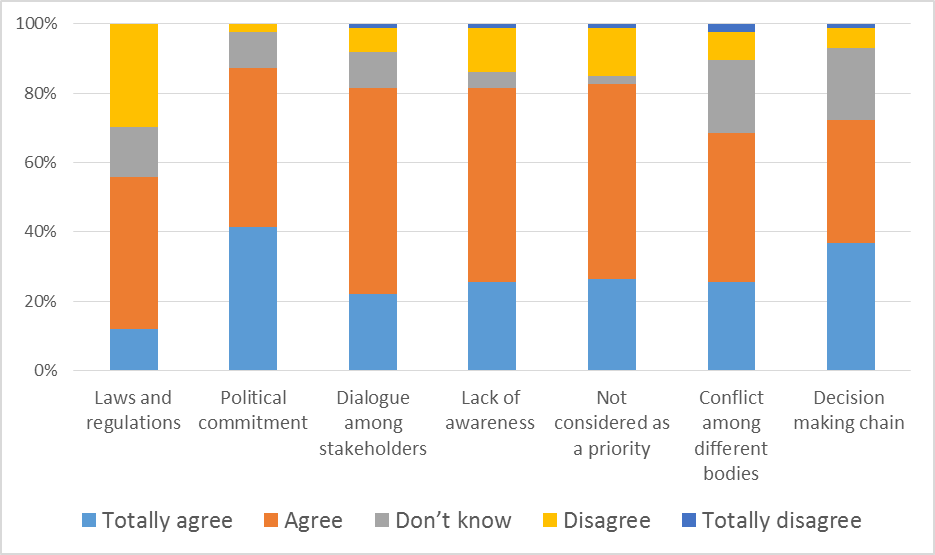 100%
80%
60%
40%
20%
0%
Laws and
regulations
Political
commitment
Dialogue
among
stakeholders
Lack of
awareness
Not
considered as
a priority
Conflict
among
different
bodies
Decision
making chain
Totally agree
Agree
Don’t know
Disagree
Totally disagree